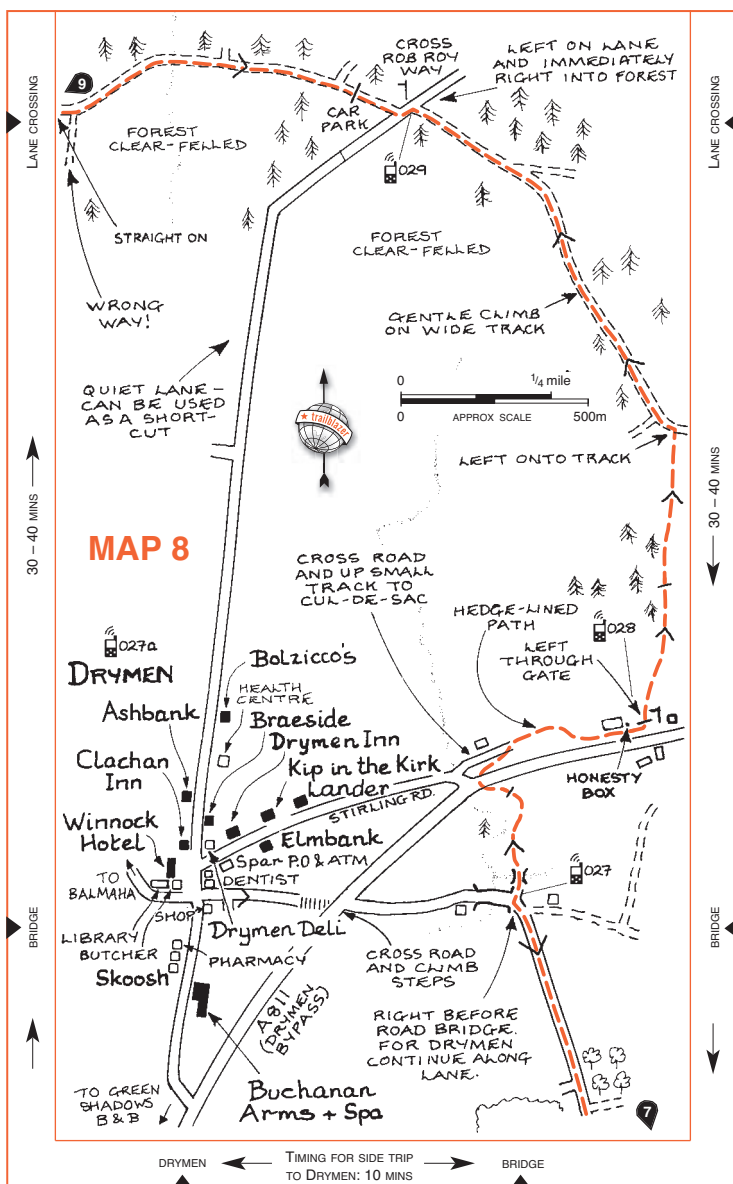 9
CROSS
ROB ROY
WAY
LEFT ON LANE
AND IMMEDIATELY
RIGHT INTO FOREST
LANE CROSSING
LANE CROSSING
CAR
PARK
FOREST
CLEAR-FELLED
029
STRAIGHT ON
FOREST
CLEAR-FELLED
WRONG
WAY!
GENTLE CLIMB
ON WIDE TRACK
QUIET LANE –
CAN BE USED
AS A SHORT-
CUT
0
1/4 mile
0
APPROX SCALE
500m
★ trailblazer
LEFT ONTO TRACK
30 – 40 MINS
30 – 40 MINS
MAP 8
CROSS ROAD
AND UP SMALL
TRACK TO
CUL-DE-SAC
HEDGE-LINED
PATH
028
LEFT
THROUGH
GATE
027a
DRYMEN
Bolzicco's
HEALTH
CENTRE
Ashbank
Braeside
Drymen Inn
Clachan
Inn
Kip in the Kirk
Lander
HONESTY
BOX
STIRLING RD.
Winnock
Hotel
Elmbank
Spar P.O & ATM
DENTIST
TO
BALMAHA
027
SHOP
LIBRARY
BUTCHER
Drymen Deli
PHARMACY
Skoosh
CROSS ROAD
AND CLIMB
STEPS
BRIDGE
BRIDGE
A811
(DRYMEN
BYPASS)
RIGHT BEFORE
ROAD BRIDGE.
FOR DRYMEN
CONTINUE ALONG
LANE.
TO GREEN
SHADOWS
B & B
Buchanan
Arms + Spa
7
DRYMEN
TIMING FOR SIDE TRIP
TO DRYMEN: 10 MINS
BRIDGE